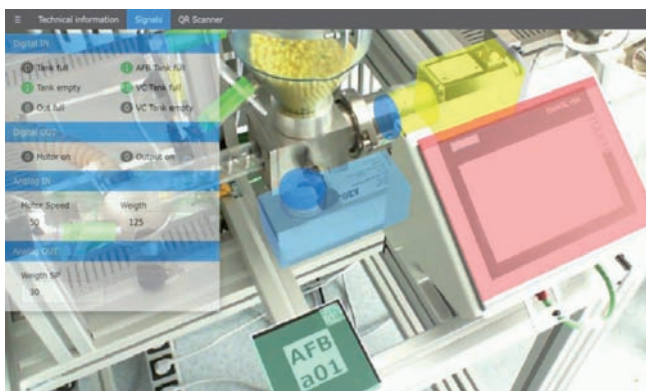 Technical information Signals QR Scanner
Digital IN
Tank full AFB Tank full
Tank empty VC Tank full
Out full VC Tank empty
Digital OUT
Motor on Output on
Analog IN
Motor Speed Weigth
50 125
Analog OUT
Weigth SP
30
AFB
a01